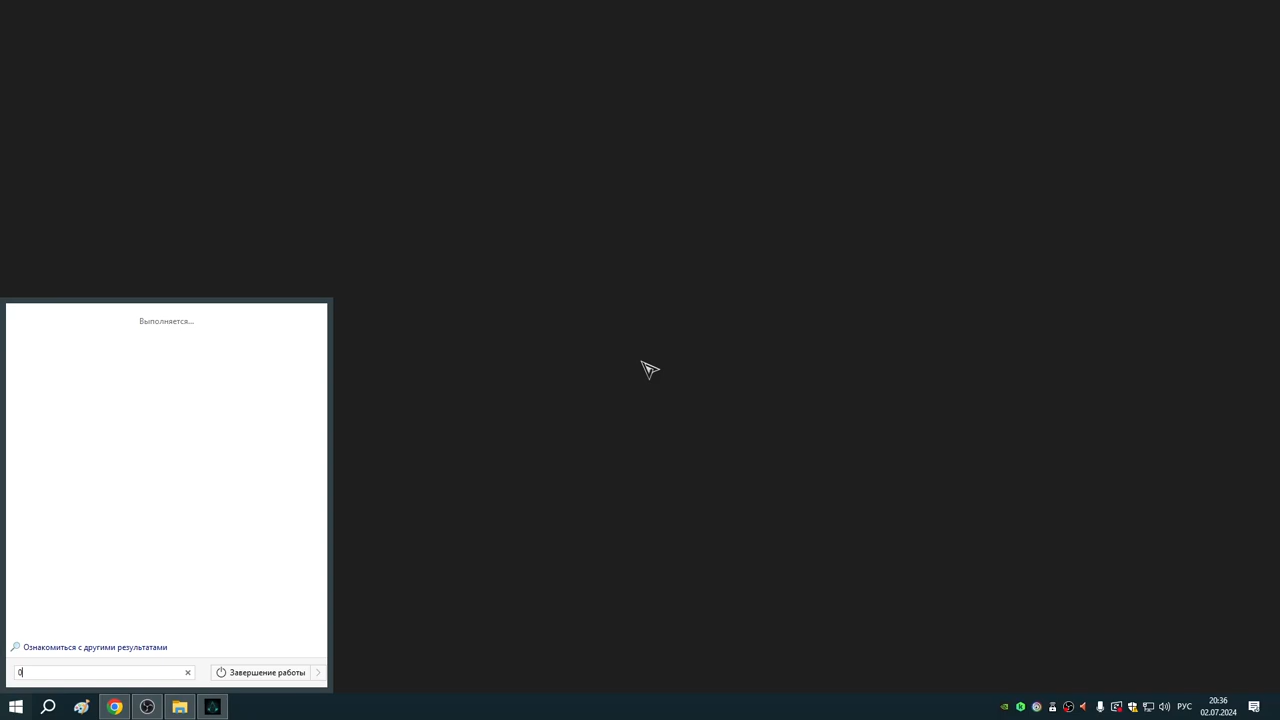 Выполняется...
Ознакомиться с другими результатами
0
Завершение работы
РУС
20:36
02.07.2024